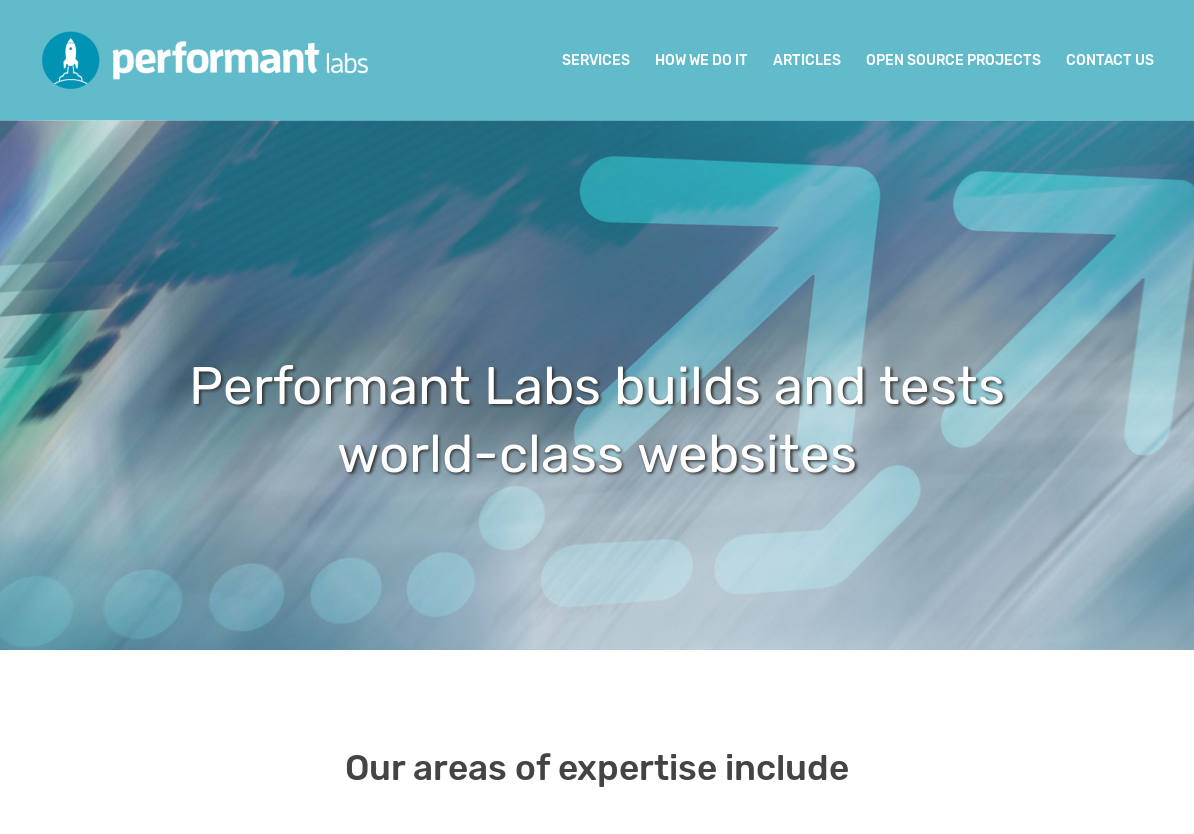 performant labs
SERVICES
HOW WE DO IT
ARTICLES
OPEN SOURCE PROJECTS
CONTACT US
Performant Labs builds and tests
world-class websites
Our areas of expertise include